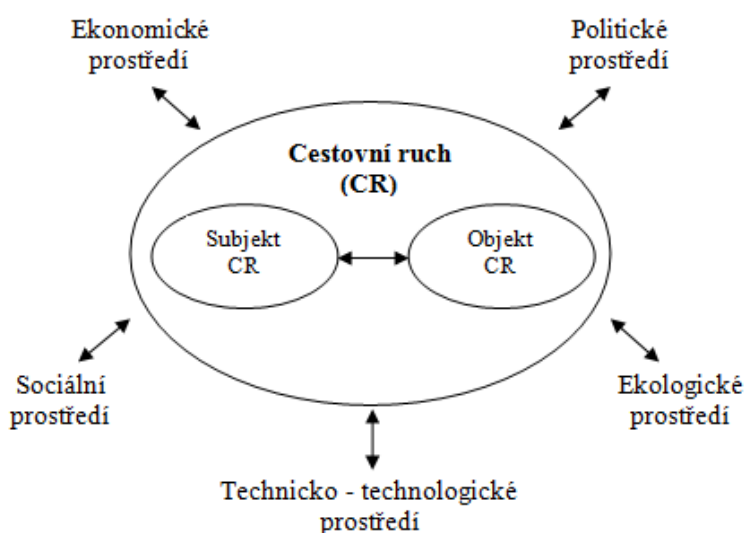 Ekonomické
prostředí
Politické
prostředí
Cestovní ruch
(CR)
Subjekt
CR
Objekt
CR
Sociální
prostředí
Ekologické
prostředí
Technicko - technologické
prostředí